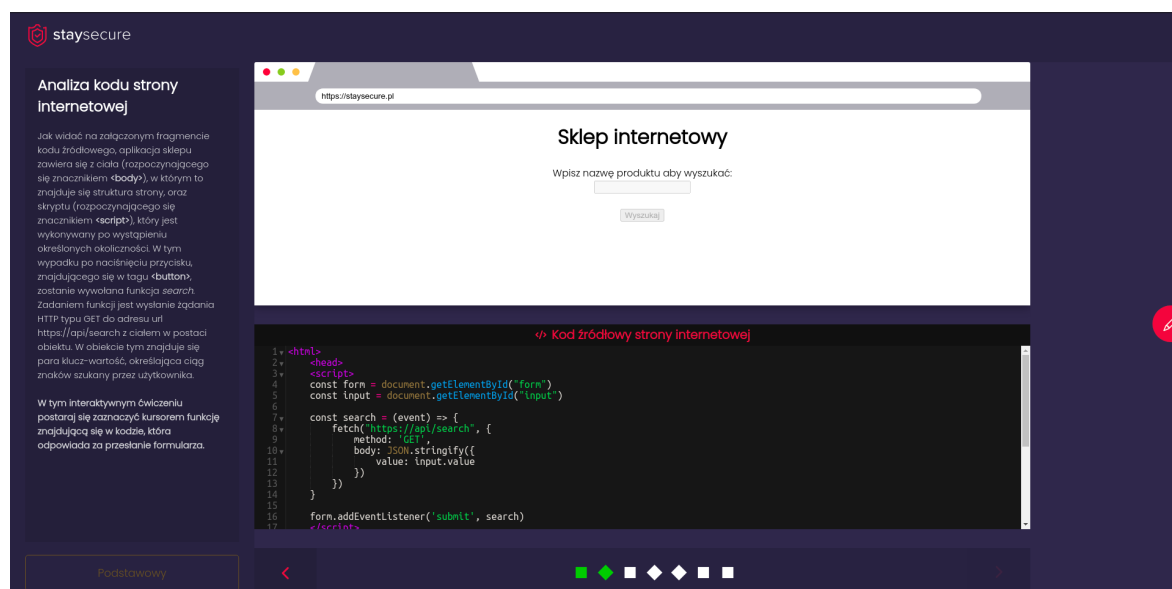 staysecure
Analiza kodu strony
internetowej
Jak widać na załączonym fragmencie
kodu źródłowego, aplikacja sklepu
zawiera się z ciała (rozpoczynającego
się znacznikiem <body>), w którym to
znajduje się struktura strony, oraz
skryptu (rozpoczynającego się
znacznikiem <script>), który jest
wykonywany po wystąpieniu
określonych okoliczności. W tym
wypadku po naciśnięciu przycisku,
znajdującego się w tagu <button>,
zostanie wywołana funkcja search.
Zadaniem funkcji jest wysłanie żądania
HTTP typu GET do adresu url
https://api/search z ciałem w postaci
obiektu. W obiekcie tym znajduje się
para klucz-wartość, określająca ciąg
znaków szukany przez użytkownika.
W tym interaktywnym ćwiczeniu
postaraj się zaznaczyć kursorem funkcję
znajdującą się w kodzie, która
odpowiada za przesłanie formularza.
Podstawowy
https://staysecure.pl
Sklep internetowy
Wpisz nazwę produktu aby wyszukać:
Wyszukaj
</> Kod źródłowy strony internetowej
1 <html>
2 <head>
3 <script>
4 const form = document.getElementById("form")
5 const input = document.getElementById("input")
6
7 const search = (event) => {
8 fetch("https://api/search", {
9 method: 'GET',
10 body: JSON.stringify({
11 value: input.value
12 })
13 })
14 }
15
16 form.addEventListener('submit', search)
17 </script>